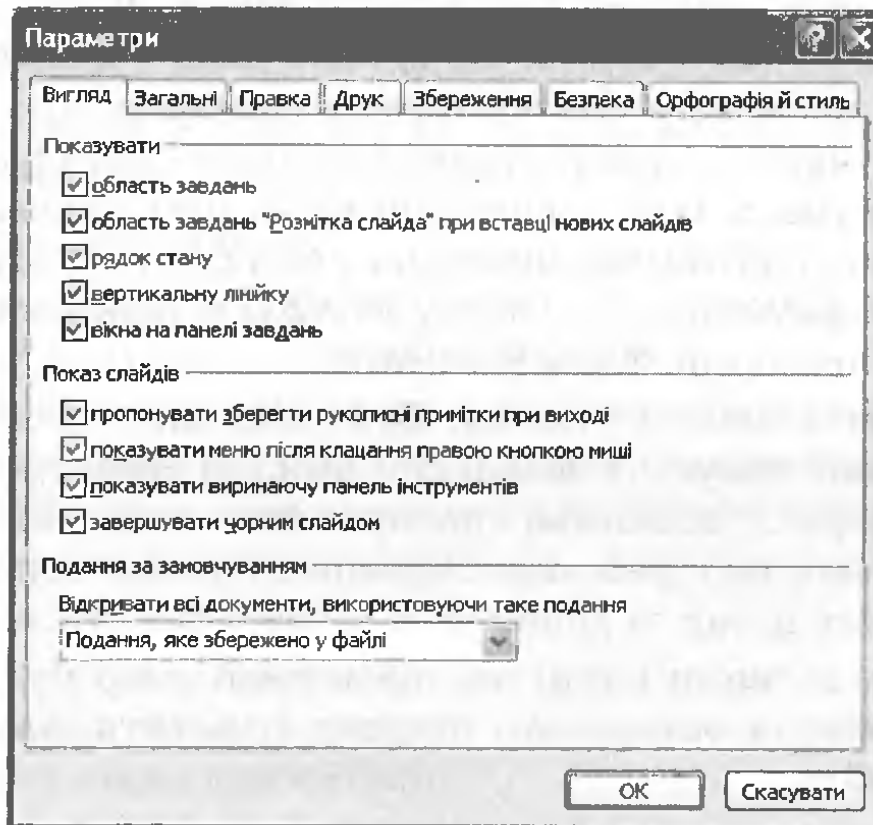 Параметри
Вигляд Загальні Правка Друк Збереження Безпека Орфографія й стиль
Показувати
область завдань
область завдань "Розмітка слайда" при вставці нових слайдів
рядок стану
вертикальну лінійку
вікна на панелі завдань
Показ слайдів
пропонувати зберегти рукописні примітки при виході
показувати меню після клацання правою кнопкою миші
показувати виринаючу панель інструментів
завершувати чорним слайдом
Подання за замовчуванням
Відкривати всі документи, використовуючи таке подання
Подання, яке збережено у файлі
ОК Скасувати